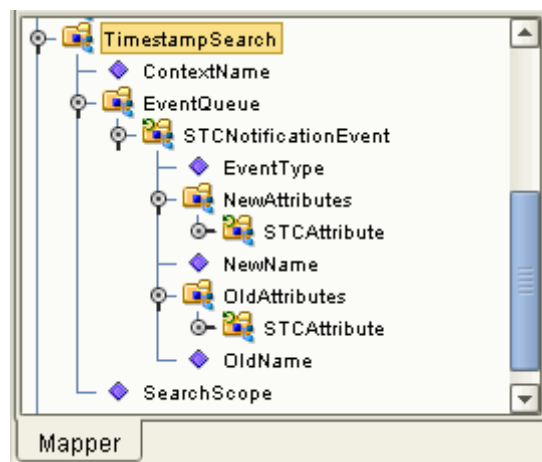 TimestampSearch
ContextName
EventQueue
STCNotificationEvent
EventType
NewAttributes
STCAttribute
NewName
OldAttributes
STCAttribute
OldName
SearchScope
Mapper